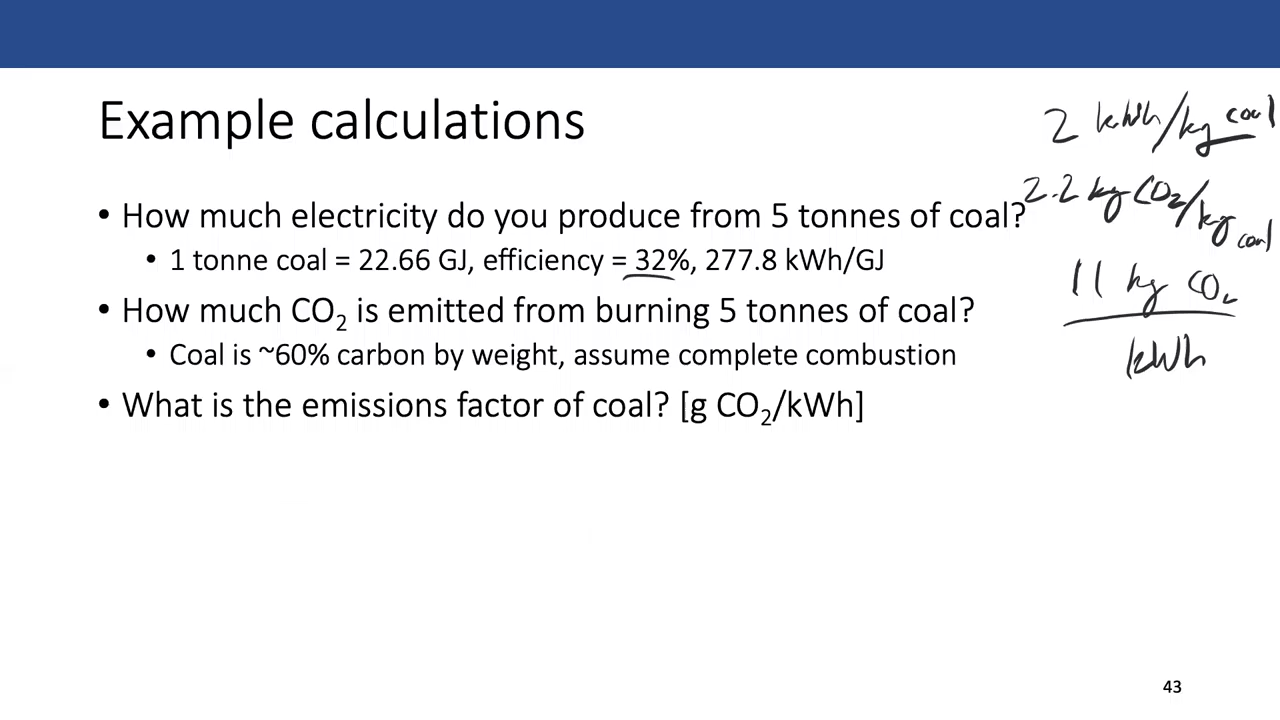 Example calculations
• How much electricity do you produce from 5 tonnes of coal?
• 1 tonne coal = 22.66 GJ, efficiency = 32%, 277.8 kWh/GJ
• How much CO₂ is emitted from burning 5 tonnes of coal?
• Coal is ~60% carbon by weight, assume complete combustion
• What is the emissions factor of coal? [g CO₂/kWh]
2 kWh/kg coal
2.2 kg CO₂/kg coal
11 kg CO₂
kWh
43